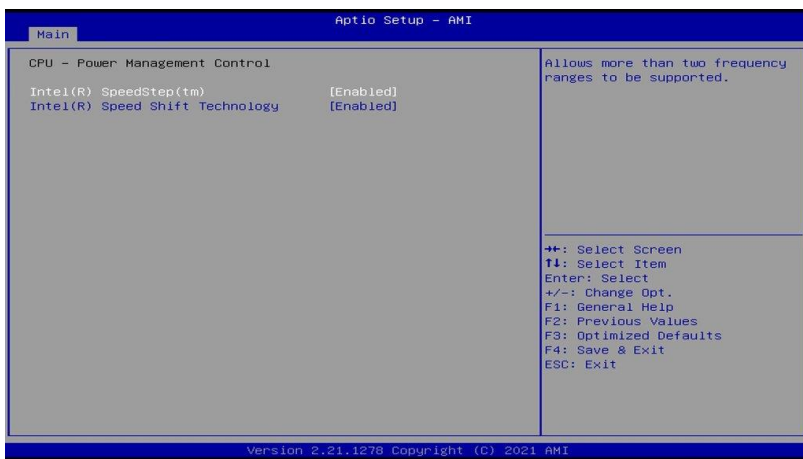 Aptio Setup - AMI
Main
CPU - Power Management Control
Intel(R) SpeedStep(tm) [Enabled]
Intel(R) Speed Shift Technology [Enabled]
Allows more than two frequency
ranges to be supported.
→←: Select Screen
↑↓: Select Item
Enter: Select
+/-: Change Opt.
F1: General Help
F2: Previous Values
F3: Optimized Defaults
F4: Save & Exit
ESC: Exit
Version 2.21.1278 Copyright (C) 2021 AMI